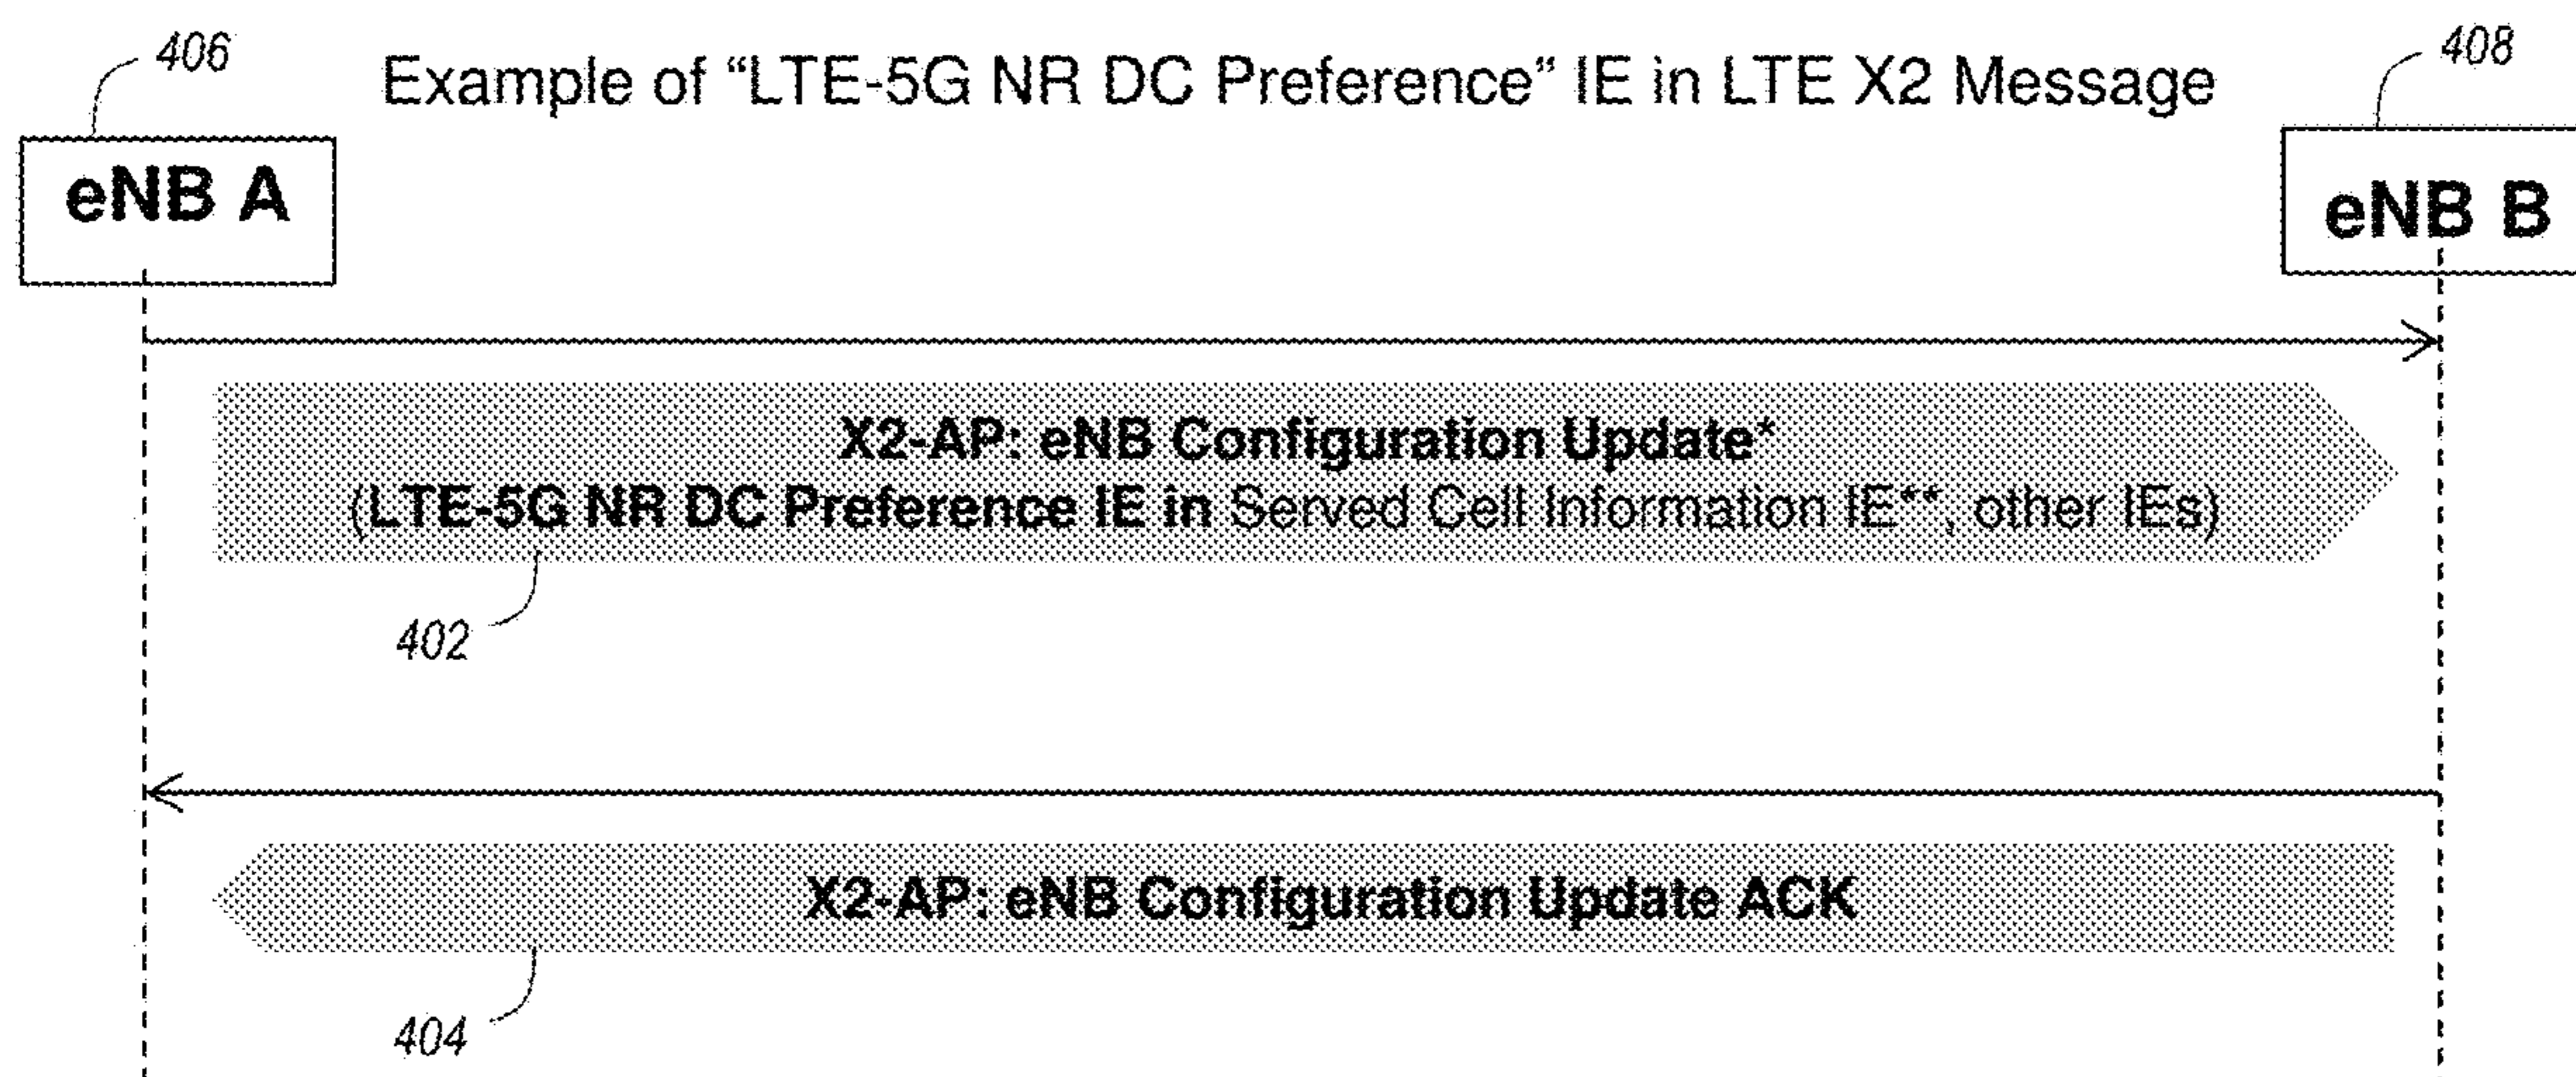 406
Example of “LTE-5G NR DC Preference“ IE in LTE X2 Message
408
eNB A
eNB B
X2-AP: eNB Configuration Update*
(LTE-5G NR DC Preference IE in Served Cell Information IE**, other IEs)
402
X2-AP: eNB Configuration Update ACK
404